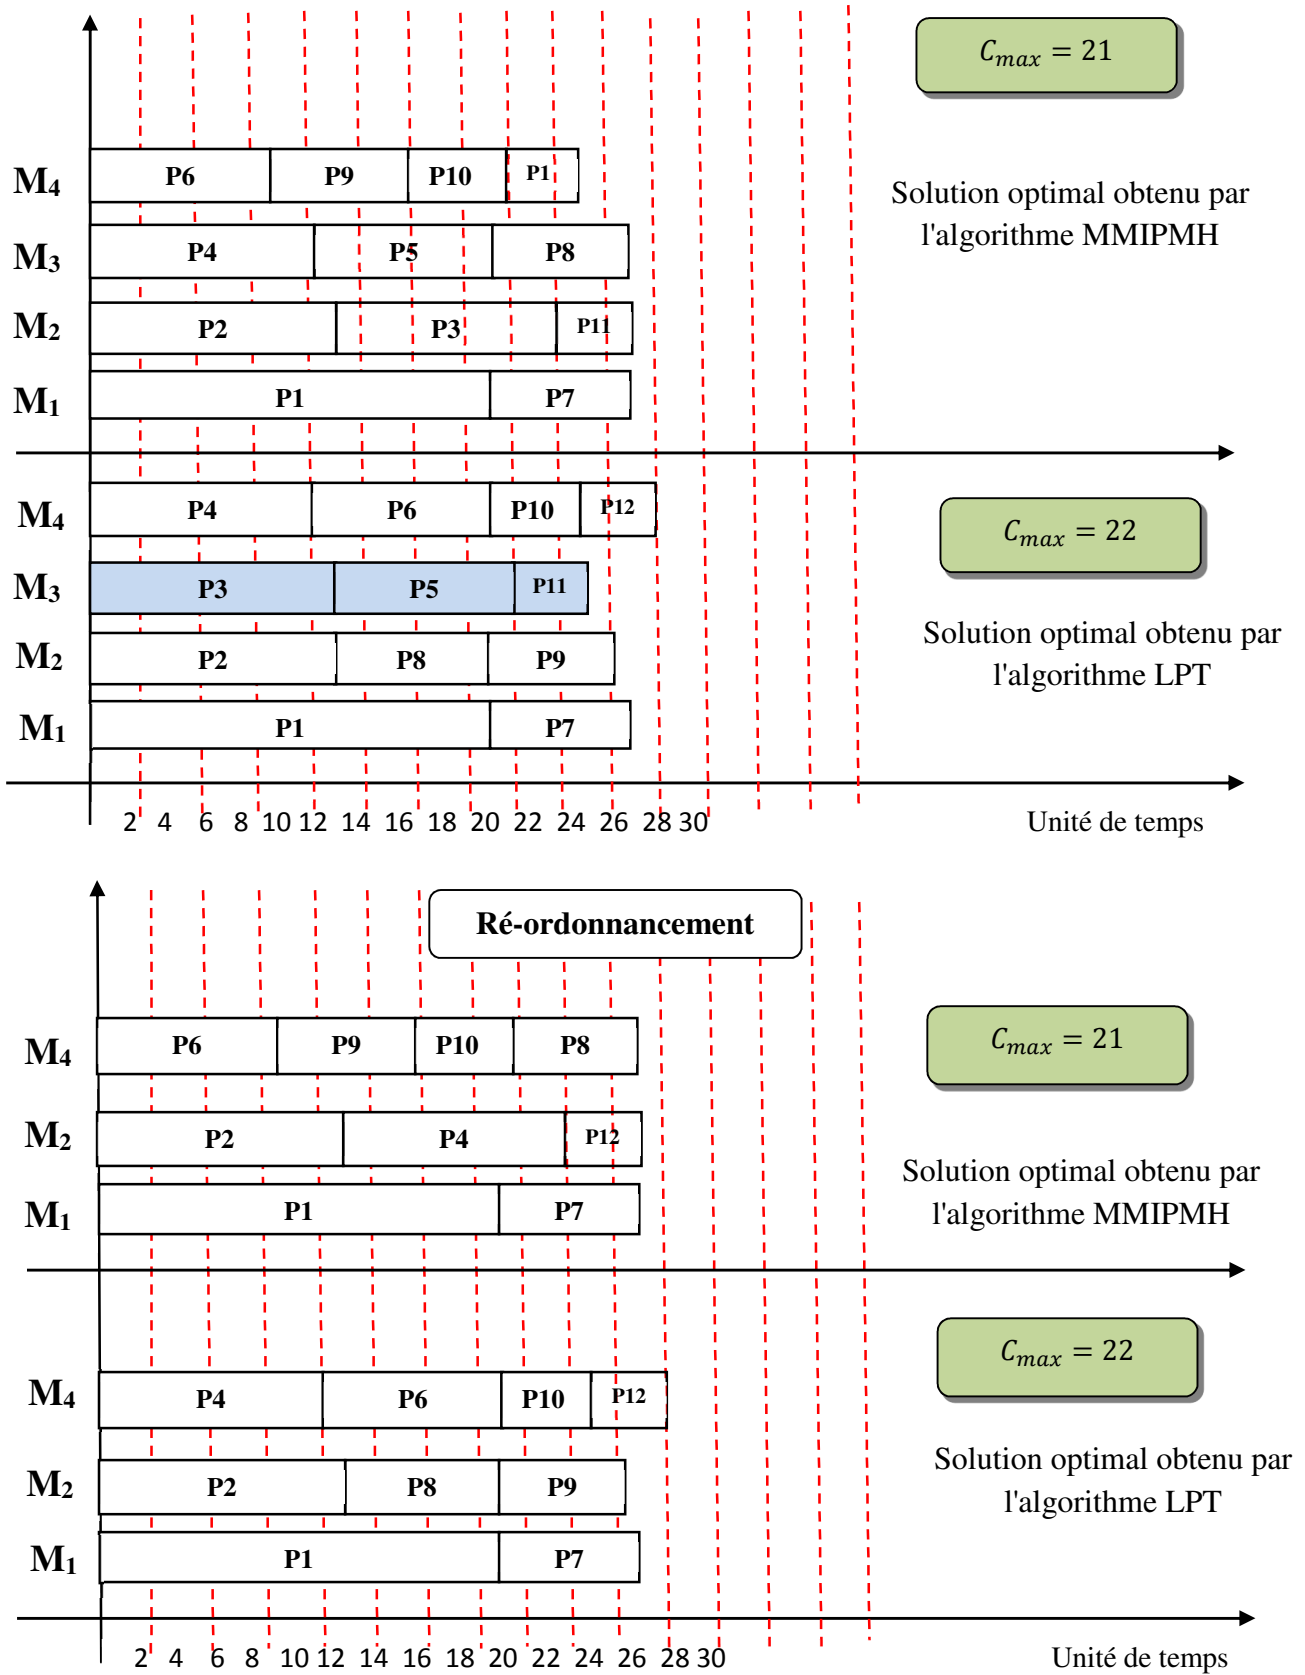 C_max = 21
M4 P6 P9 P10 P1
Solution optimal obtenu par
l'algorithme MMIPMH
M3 P4 P5 P8
M2 P2 P3 P11
M1 P1 P7
M4 P4 P6 P10 P12
C_max = 22
M3 P3 P5 P11
Solution optimal obtenu par
l'algorithme LPT
M2 P2 P8 P9
M1 P1 P7
2 4 6 8 10 12 14 16 18 20 22 24 26 28 30 Unité de temps
Ré-ordonnancement
C_max = 21
M4 P6 P9 P10 P8
M2 P2 P4 P12
Solution optimal obtenu par
l'algorithme MMIPMH
M1 P1 P7
C_max = 22
M4 P4 P6 P10 P12
Solution optimal obtenu par
l'algorithme LPT
M2 P2 P8 P9
M1 P1 P7
2 4 6 8 10 12 14 16 18 20 22 24 26 28 30 Unité de temps